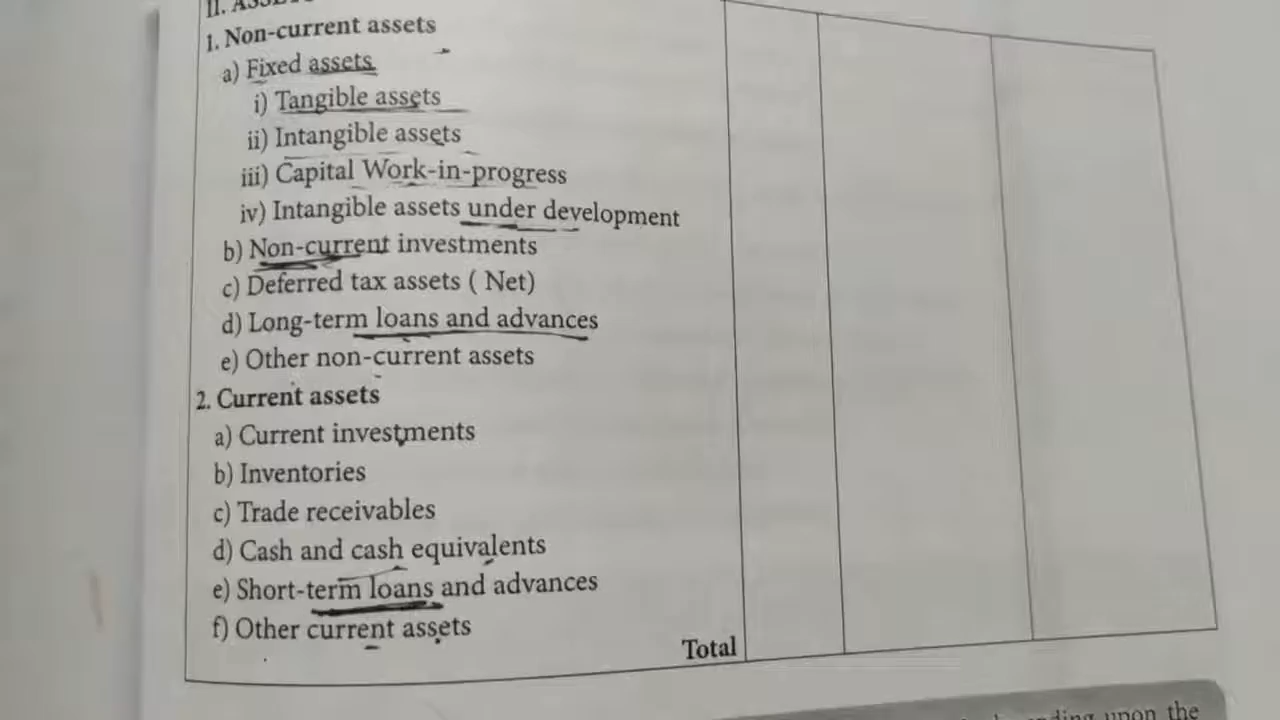 II.
1. Non-current assets
a) Fixed assets
i) Tangible assets
ii) Intangible assets
iii) Capital Work-in-progress
iv) Intangible assets under development
b) Non-current investments
c) Deferred tax assets ( Net)
d) Long-term loans and advances
e) Other non-current assets
2. Current assets
a) Current investments
b) Inventories
c) Trade receivables
d) Cash and cash equivalents
e) Short-term loans and advances
f) Other current assets
Total
upon the